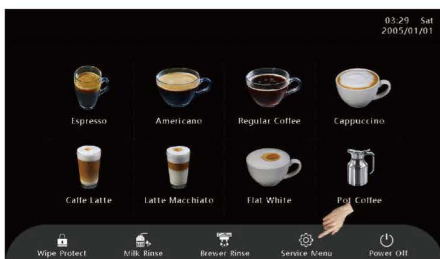 03:29 Sat
2005/01/01
Espresso
Americano
Regular Coffee
Cappuccino
Caffe Latte
Latte Macchiato
Flat White
Pot Coffee
Wipe Protect
Milk Rinse
Brewer Rinse
Service Menu
Power Off